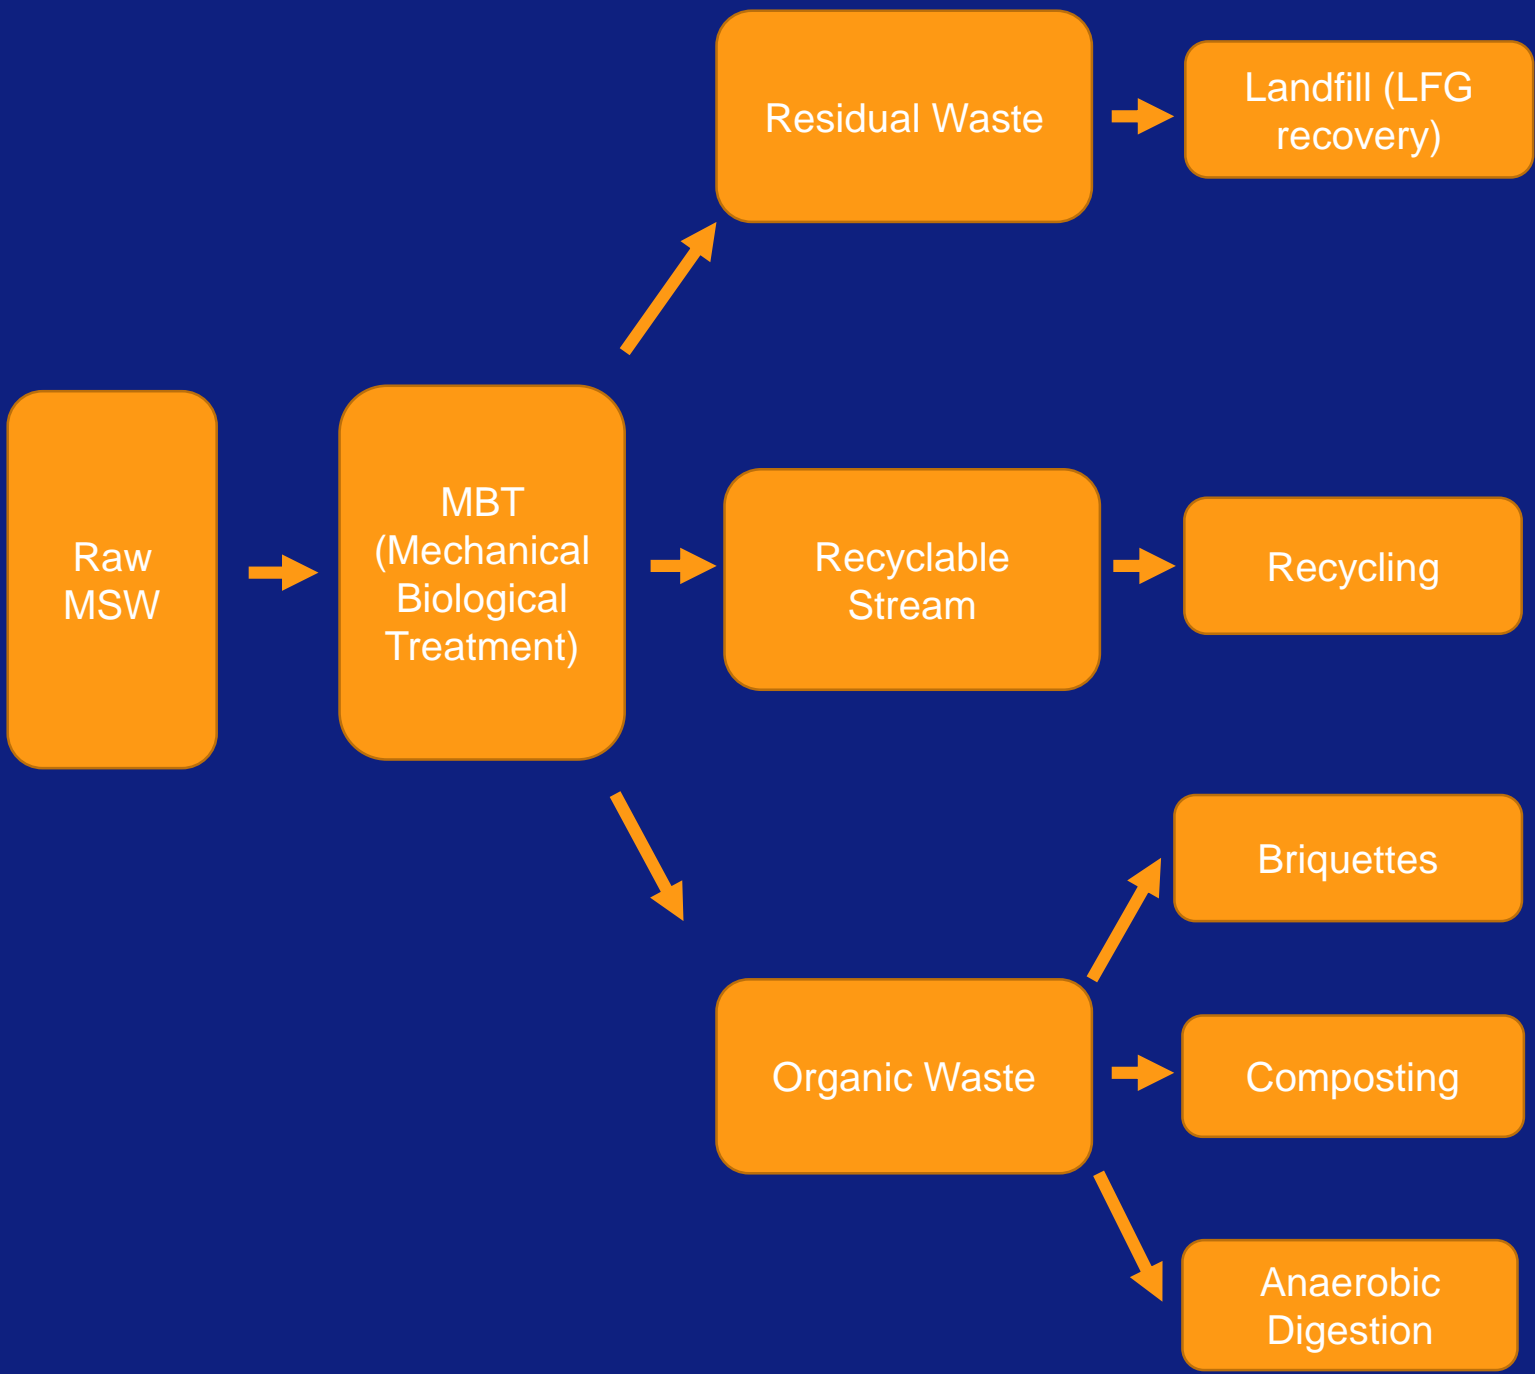 Residual Waste
Landfill (LFG
recovery)
Raw
MSW
MBT
(Mechanical
Biological
Treatment)
Recyclable
Stream
Recycling
Briquettes
Organic Waste
Composting
Anaerobic
Digestion